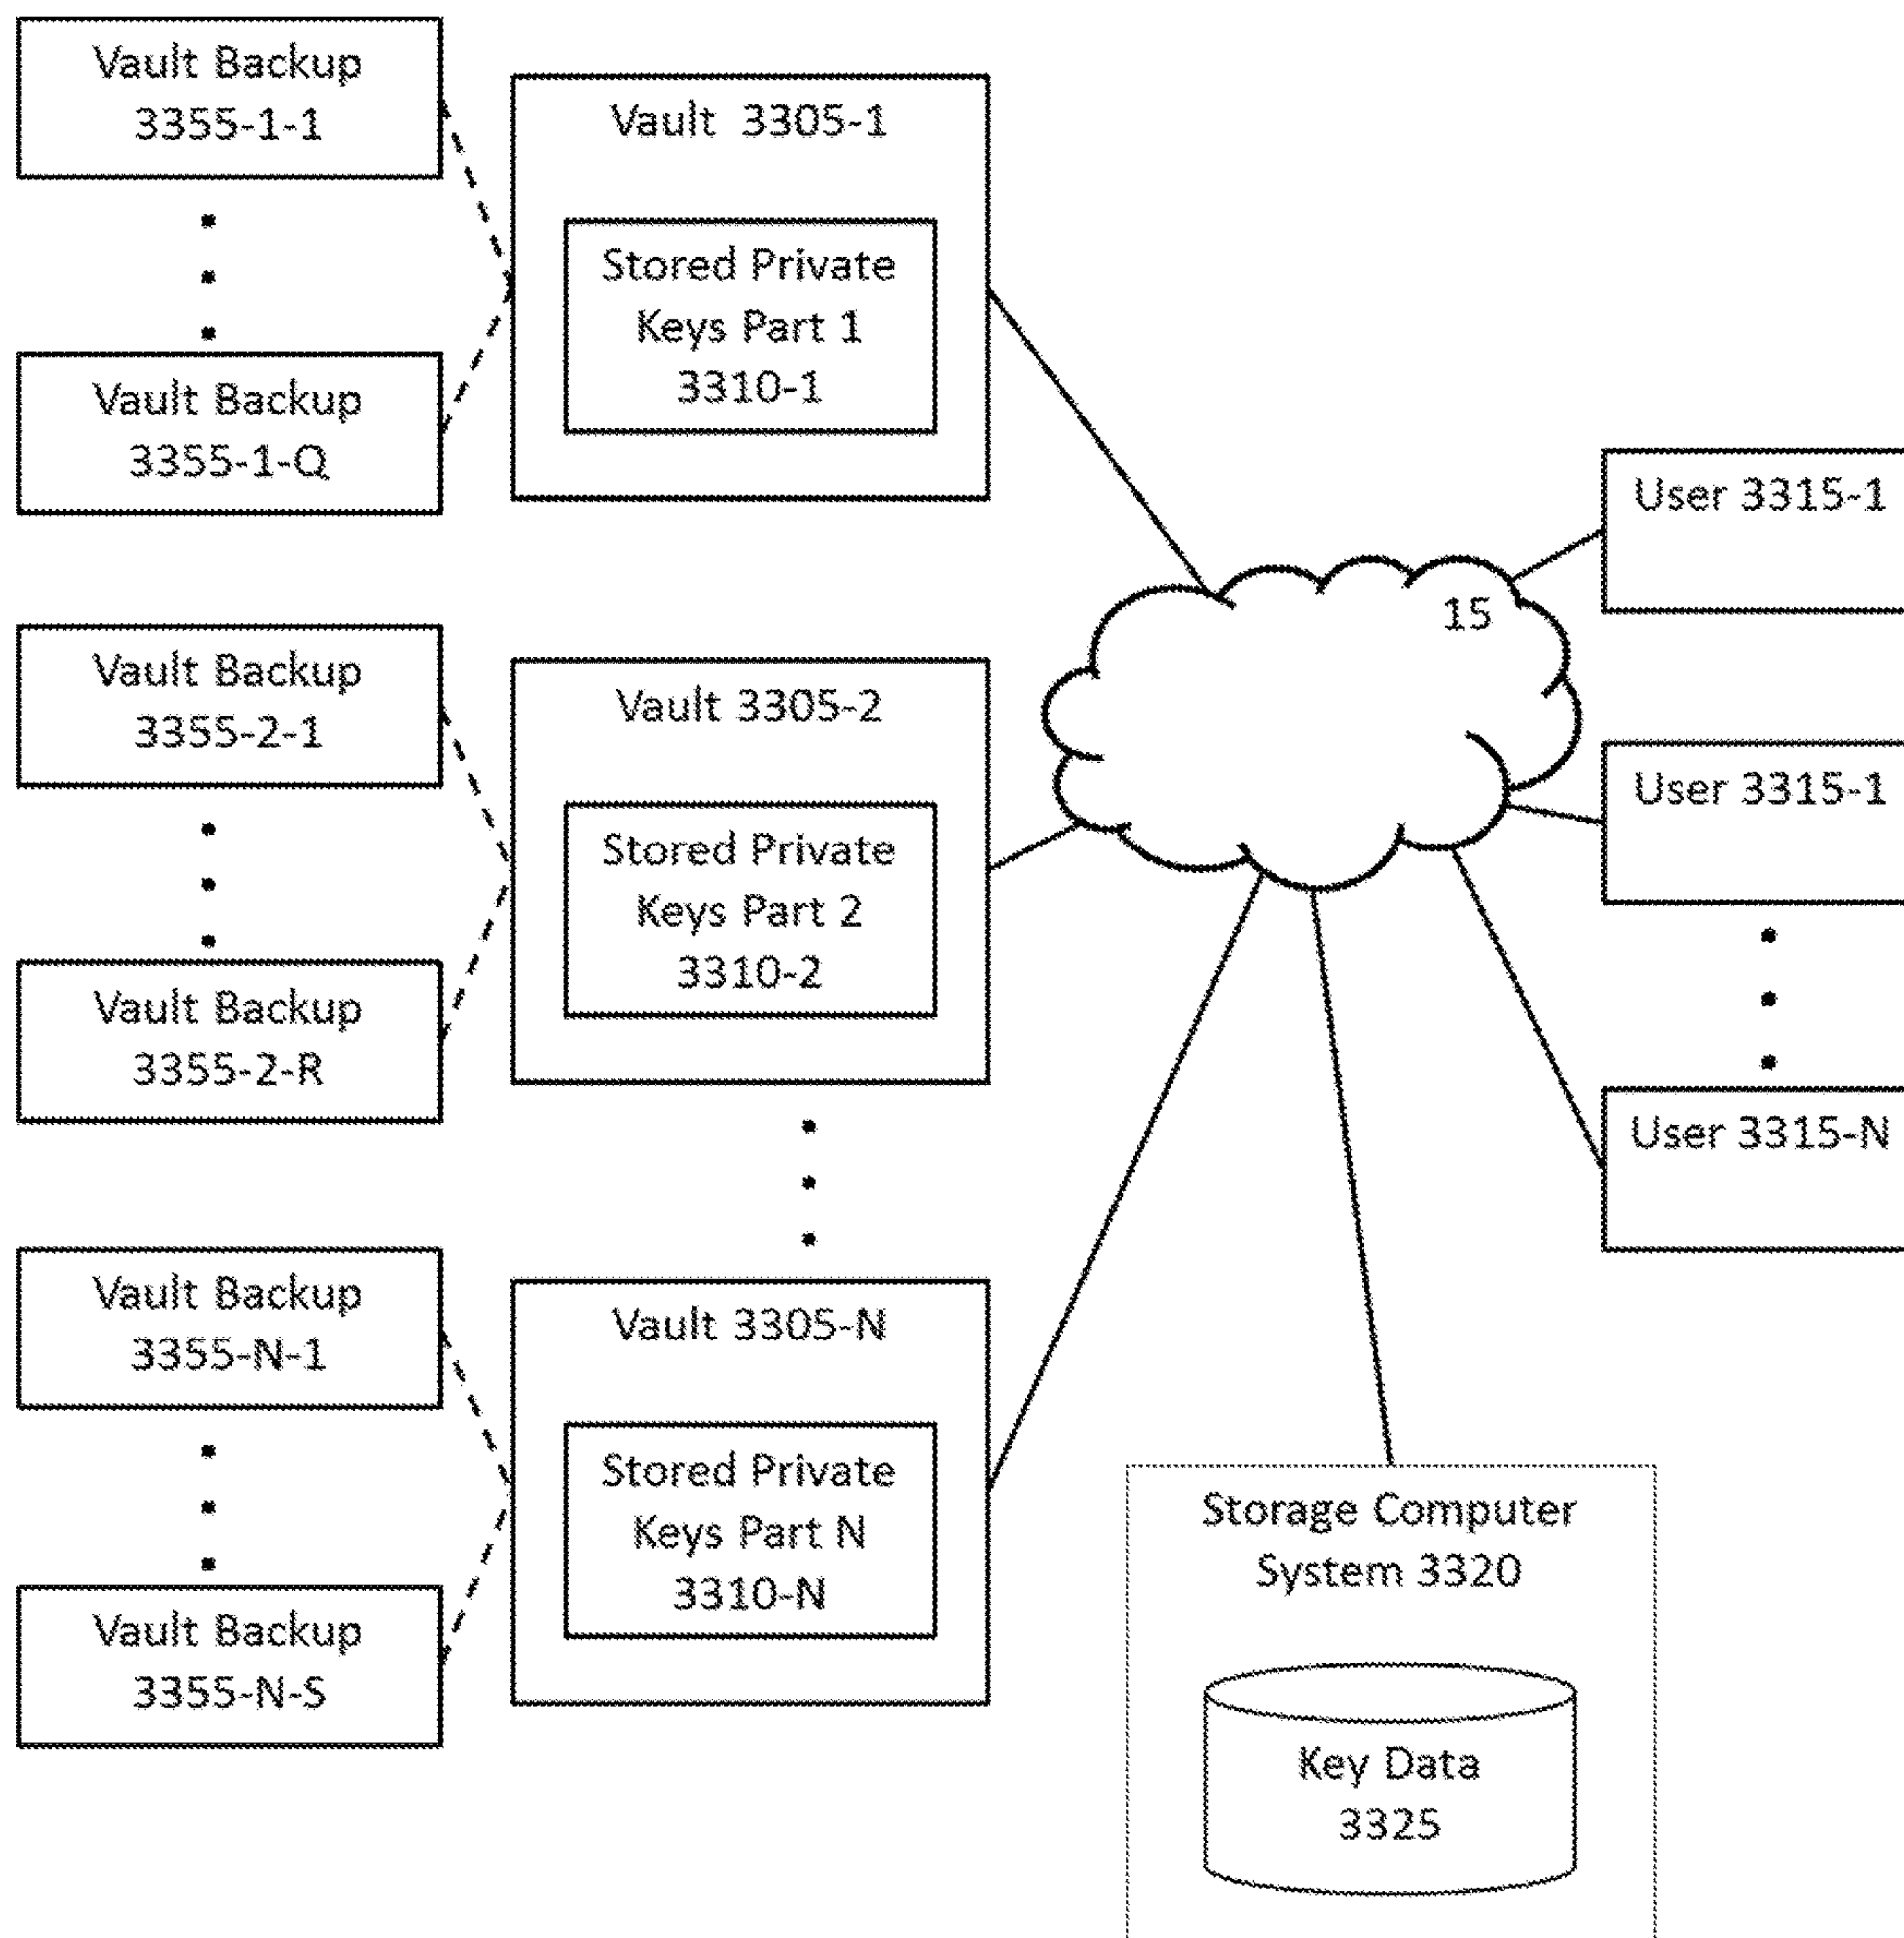 Vault Backup
3355-1-1
Vault Backup
3355-1-Q
Vault 3305-1
Stored Private
Keys Part 1
3310-1
Vault Backup
3355-2-1
Vault Backup
3355-2-R
Vault 3305-2
Stored Private
Keys Part 2
3310-2
Vault Backup
3355-N-1
Vault Backup
3355-N-S
Vault 3305-N
Stored Private
Keys Part N
3310-N
15
User 3315-1
User 3315-1
User 3315-N
Storage Computer
System 3320
Key Data
3325